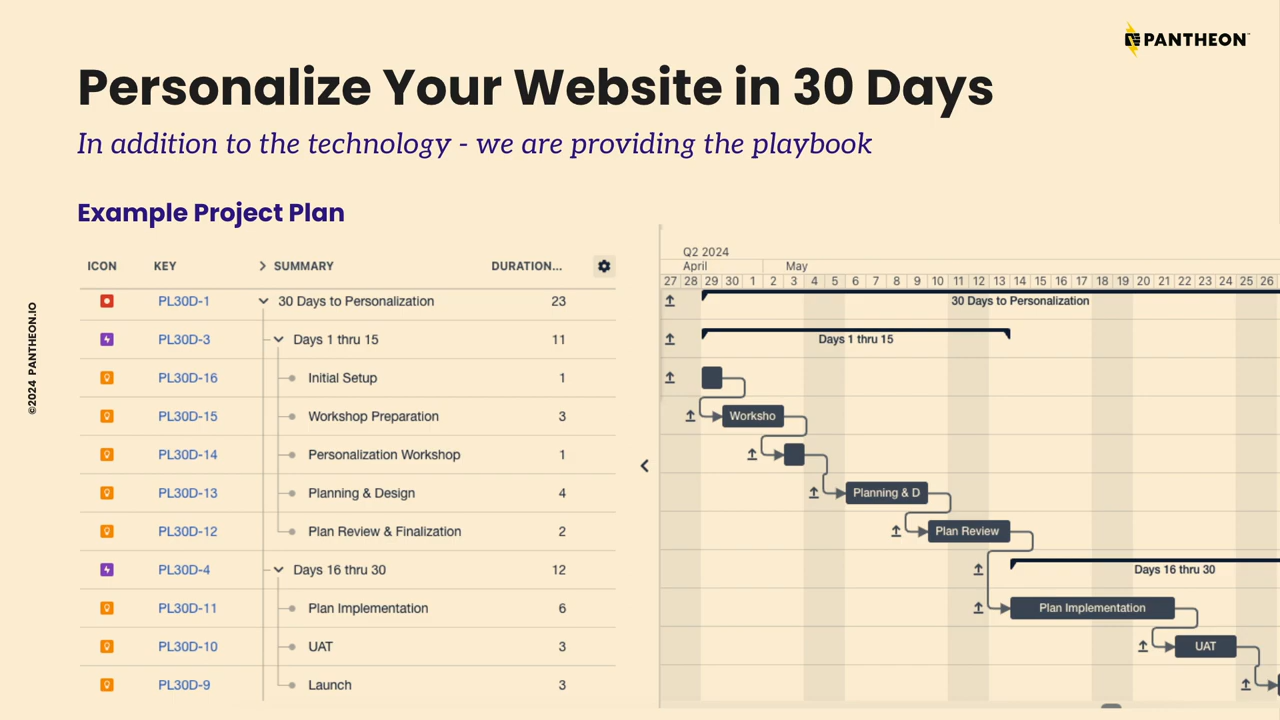 PANTHEON
Personalize Your Website in 30 Days
In addition to the technology - we are providing the playbook
Example Project Plan
ICON KEY SUMMARY DURATION...
PL30D-1 30 Days to Personalization 23
PL30D-3 Days 1 thru 15 11
PL30D-16 Initial Setup 1
PL30D-15 Workshop Preparation 3
PL30D-14 Personalization Workshop 1
PL30D-13 Planning & Design 4
PL30D-12 Plan Review & Finalization 2
PL30D-4 Days 16 thru 30 12
PL30D-11 Plan Implementation 6
PL30D-10 UAT 3
PL30D-9 Launch 3
Q2 2024
April May
27 28 29 30 1 2 3 4 5 6 7 8 9 10 11 12 13 14 15 16 17 18 19 20 21 22 23 24 25 26
30 Days to Personalization
Days 1 thru 15
Worksho
Planning & D
Plan Review
Days 16 thru 30
Plan Implementation
UAT
©2024 PANTHEON.IO